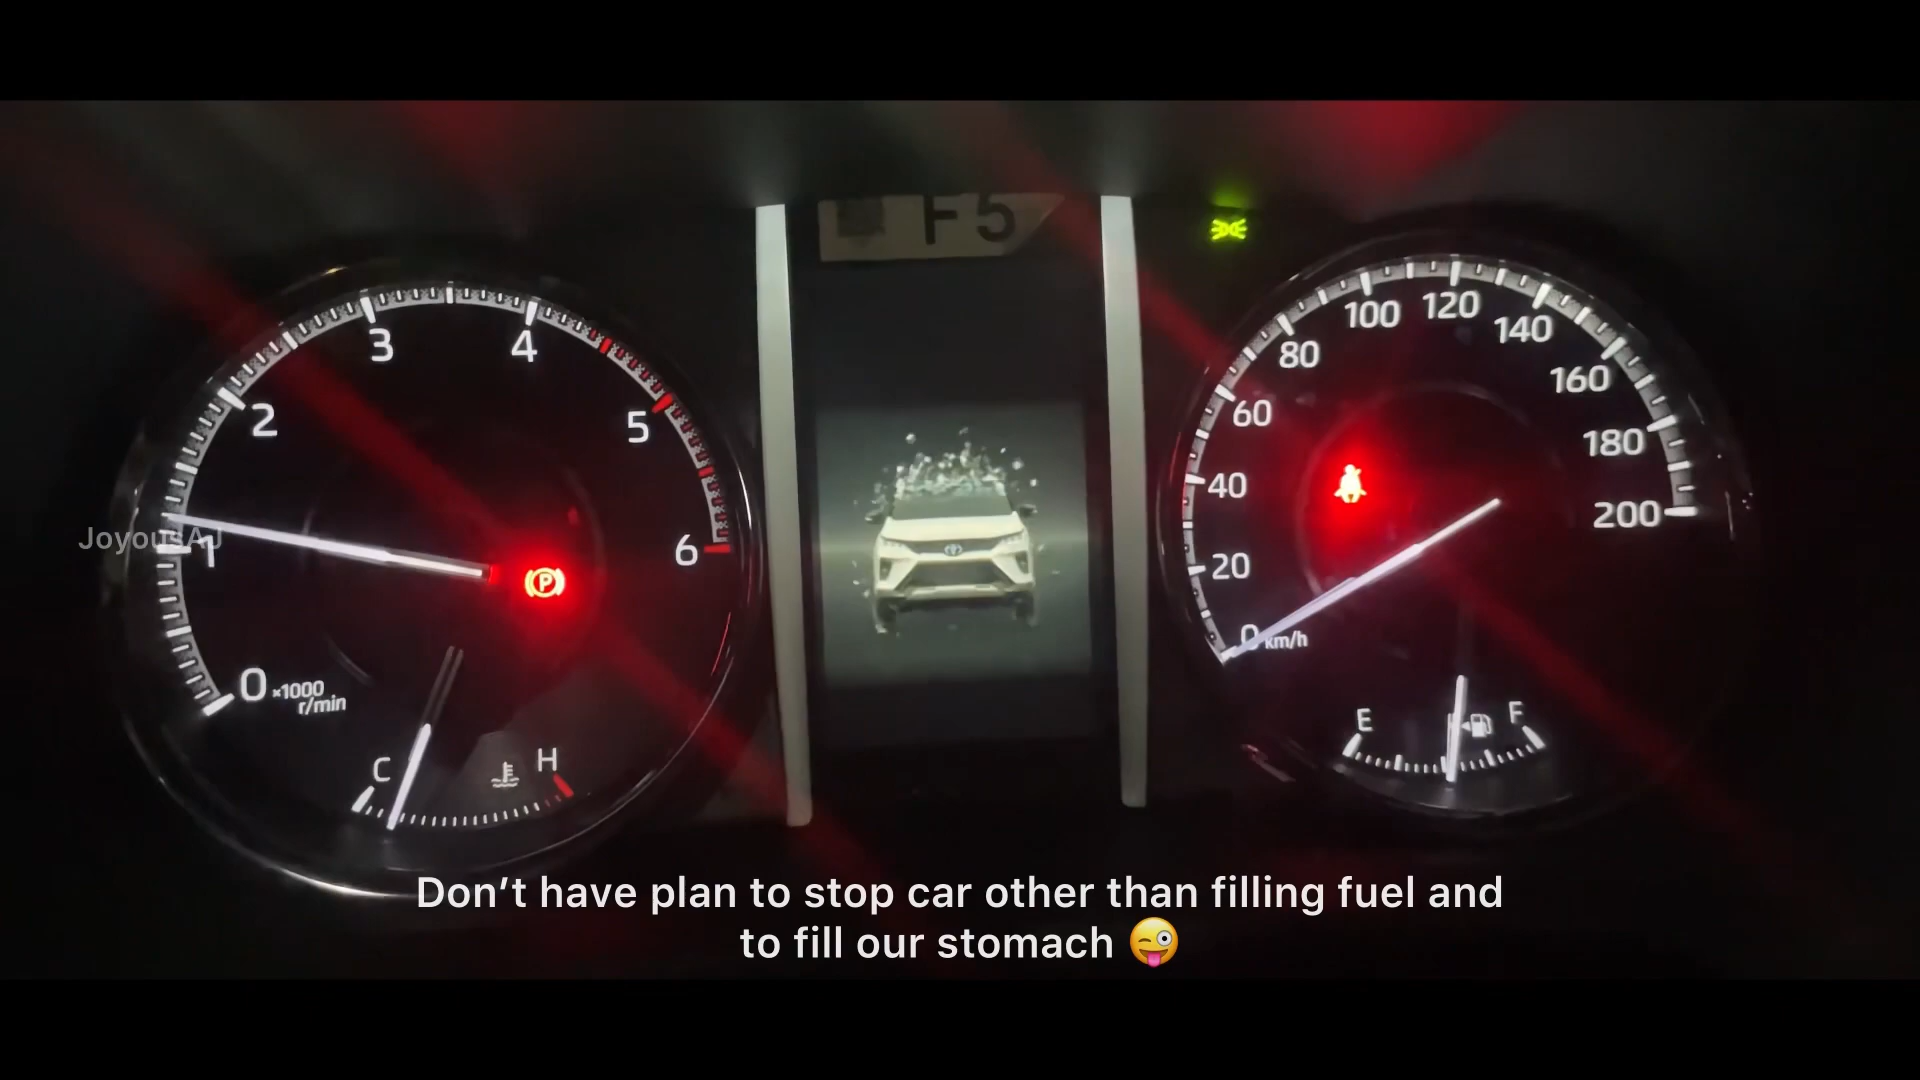 F5
3
4
2
5
1
6
0 ×1000
r/min
C
H
JoyousAJ
100
120
140
80
160
60
180
40
200
20
0 km/h
E
F
P
Don’t have plan to stop car other than filling fuel and
to fill our stomach 😜